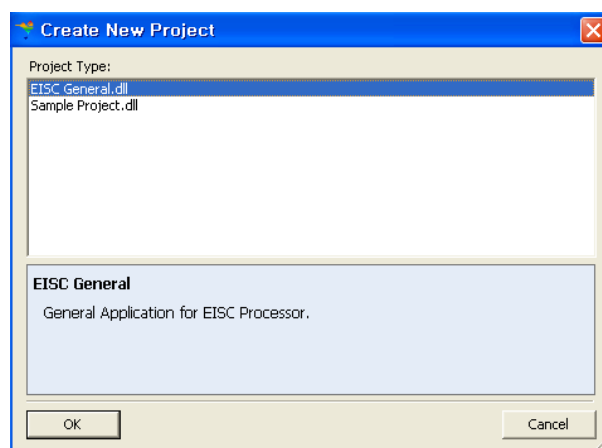 Create New Project
Project Type:
EISC General.dll
Sample Project.dll
EISC General
General Application for EISC Processor.
OK
Cancel